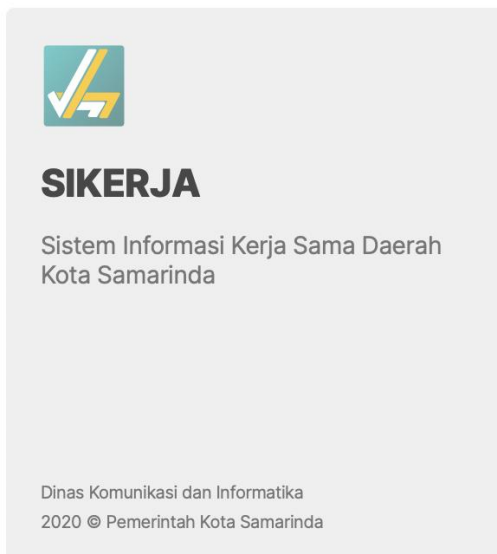 SIKERJA
Sistem Informasi Kerja Sama Daerah
Kota Samarinda
Dinas Komunikasi dan Informatika
2020 © Pemerintah Kota Samarinda